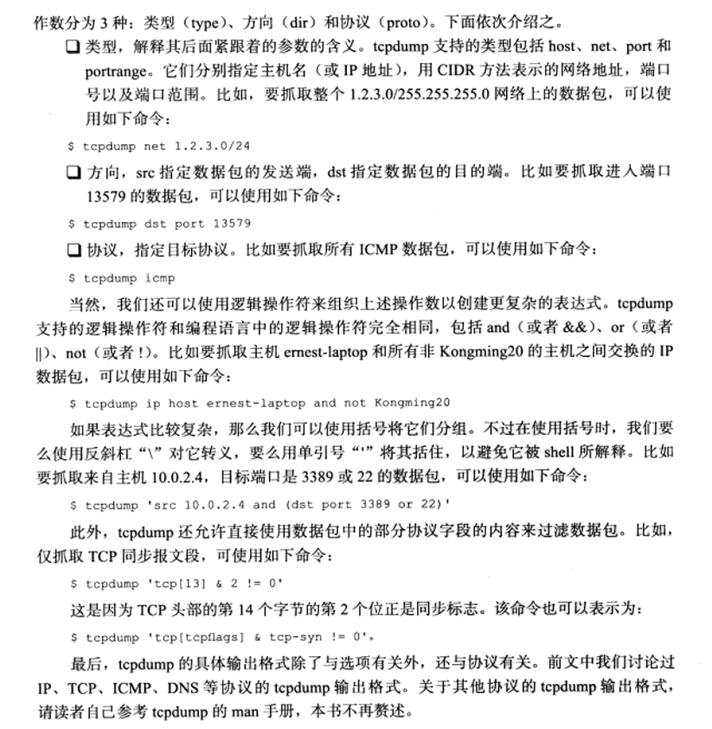 作数分为 3 种：类型（type）、方向（dir）和协议（proto）。下面依次介绍之。
❑ 类型，解释其后面紧跟着的参数的含义。tcpdump 支持的类型包括 host、net、port 和
portrange。它们分别指定主机名（或 IP 地址），用 CIDR 方法表示的网络地址，端口
号以及端口范围。比如，要抓取整个 1.2.3.0/255.255.255.0 网络上的数据包，可以使
用如下命令：
$ tcpdump net 1.2.3.0/24
❑ 方向，src 指定数据包的发送端，dst 指定数据包的目的端。比如要抓取进入端口
13579 的数据包，可以使用如下命令：
$ tcpdump dst port 13579
❑ 协议，指定目标协议。比如要抓取所有 ICMP 数据包，可以使用如下命令：
$ tcpdump icmp
当然，我们还可以使用逻辑操作符来组织上述操作数以创建更复杂的表达式。tcpdump
支持的逻辑操作符和编程语言中的逻辑操作符完全相同，包括 and（或者 &&）、or（或者
||）、not（或者 !）。比如要抓取主机 ernest-laptop 和所有非 Kongming20 的主机之间交换的 IP
数据包，可以使用如下命令：
$ tcpdump ip host ernest-laptop and not Kongming20
如果表达式比较复杂，那么我们可以使用括号将它们分组。不过在使用括号时，我们要
么使用反斜杠“\”对它转义，要么用单引号“'”将其括住，以避免它被 shell 所解释。比如
要抓取来自主机 10.0.2.4，目标端口是 3389 或 22 的数据包，可以使用如下命令：
$ tcpdump 'src 10.0.2.4 and (dst port 3389 or 22)'
此外，tcpdump 还允许直接使用数据包中的部分协议字段的内容来过滤数据包。比如，
仅抓取 TCP 同步报文段，可使用如下命令：
$ tcpdump 'tcp[13] & 2 != 0'
这是因为 TCP 头部的第 14 个字节的第 2 个位正是同步标志。该命令也可以表示为：
$ tcpdump 'tcp[tcpflags] & tcp-syn != 0'。
最后，tcpdump 的具体输出格式除了与选项有关外，还与协议有关。前文中我们讨论过
IP、TCP、ICMP、DNS 等协议的 tcpdump 输出格式。关于其他协议的 tcpdump 输出格式，
请读者自己参考 tcpdump 的 man 手册，本书不再赘述。